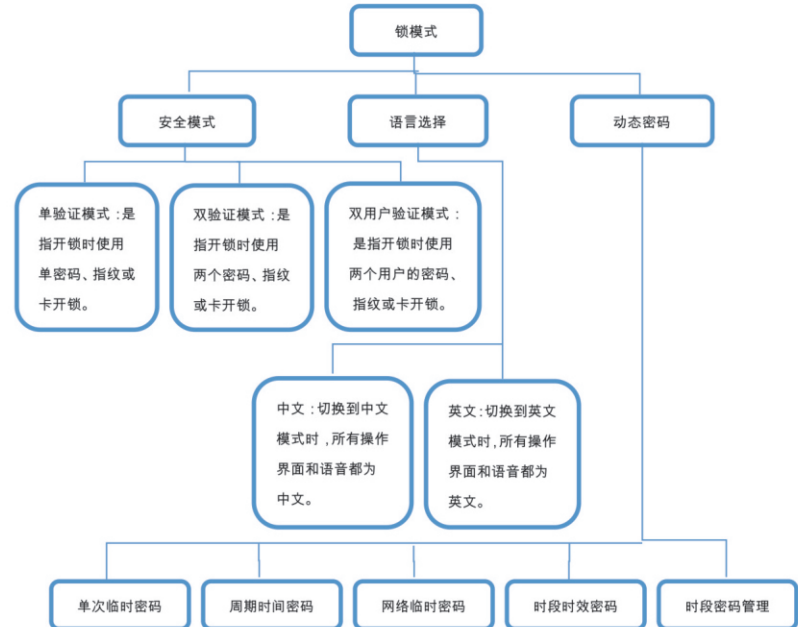 锁模式
安全模式
语言选择
动态密码
单验证模式:是
指开锁时使用
单密码、指纹或
卡开锁。
双验证模式:是
指开锁时使用
两个密码、指纹
或卡开锁。
双用户验证模式:
是指开锁时使用
两个用户的密码、
指纹或卡开锁。
中文:切换到中文
模式时,所有操作
界面和语音都为
中文。
英文:切换到英文
模式时,所有操作
界面和语音都为
英文。
单次临时密码
周期时间密码
网络临时密码
时段时效密码
时段密码管理